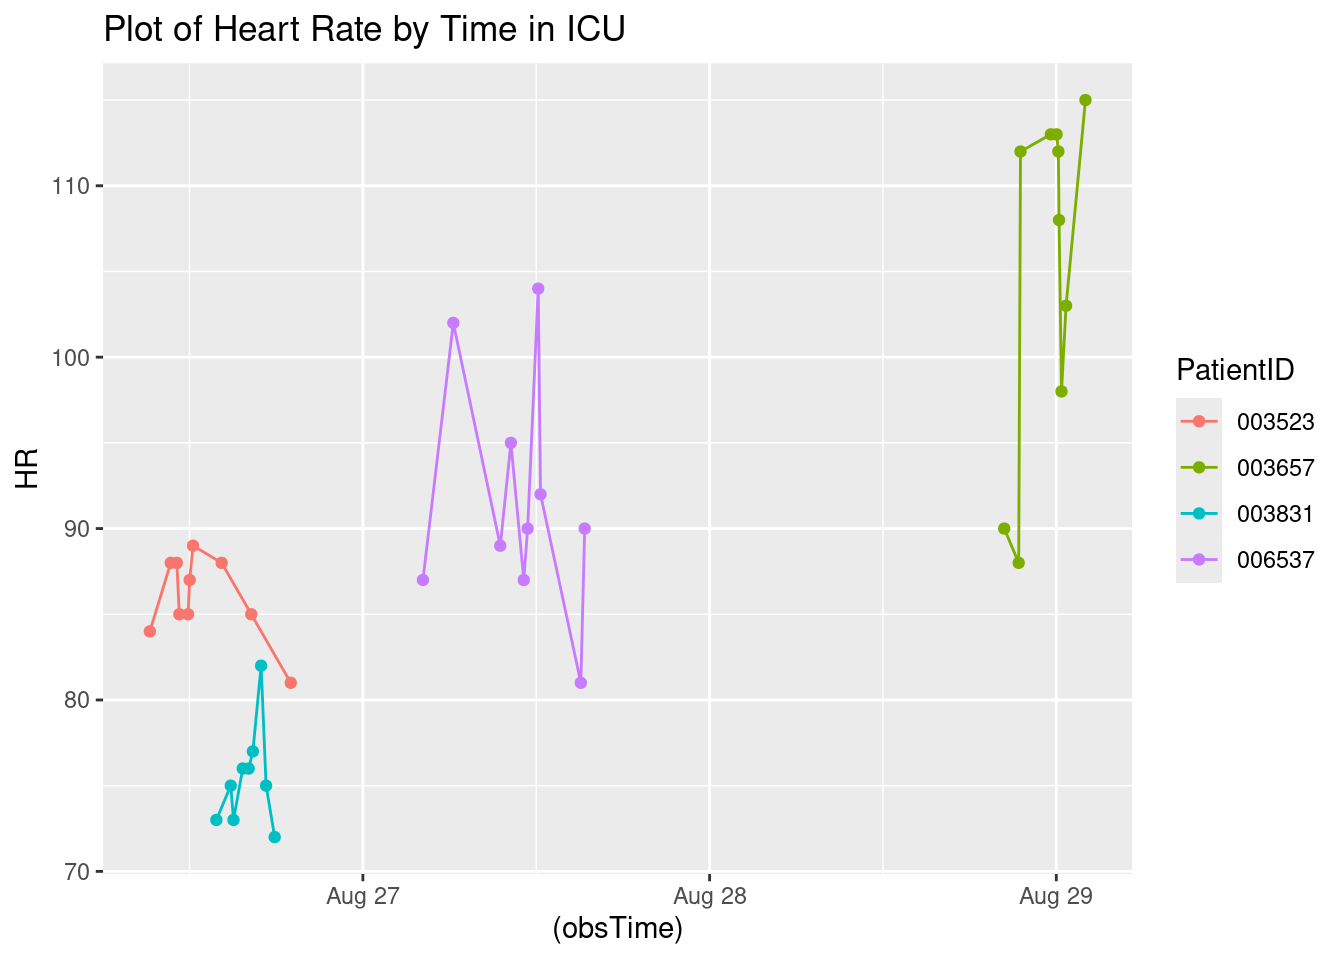 Plot of Heart Rate by Time in ICU
HR
110
100
90
80
70
Aug 27 Aug 28 Aug 29
(obsTime)
PatientID
003523
003657
003831
006537